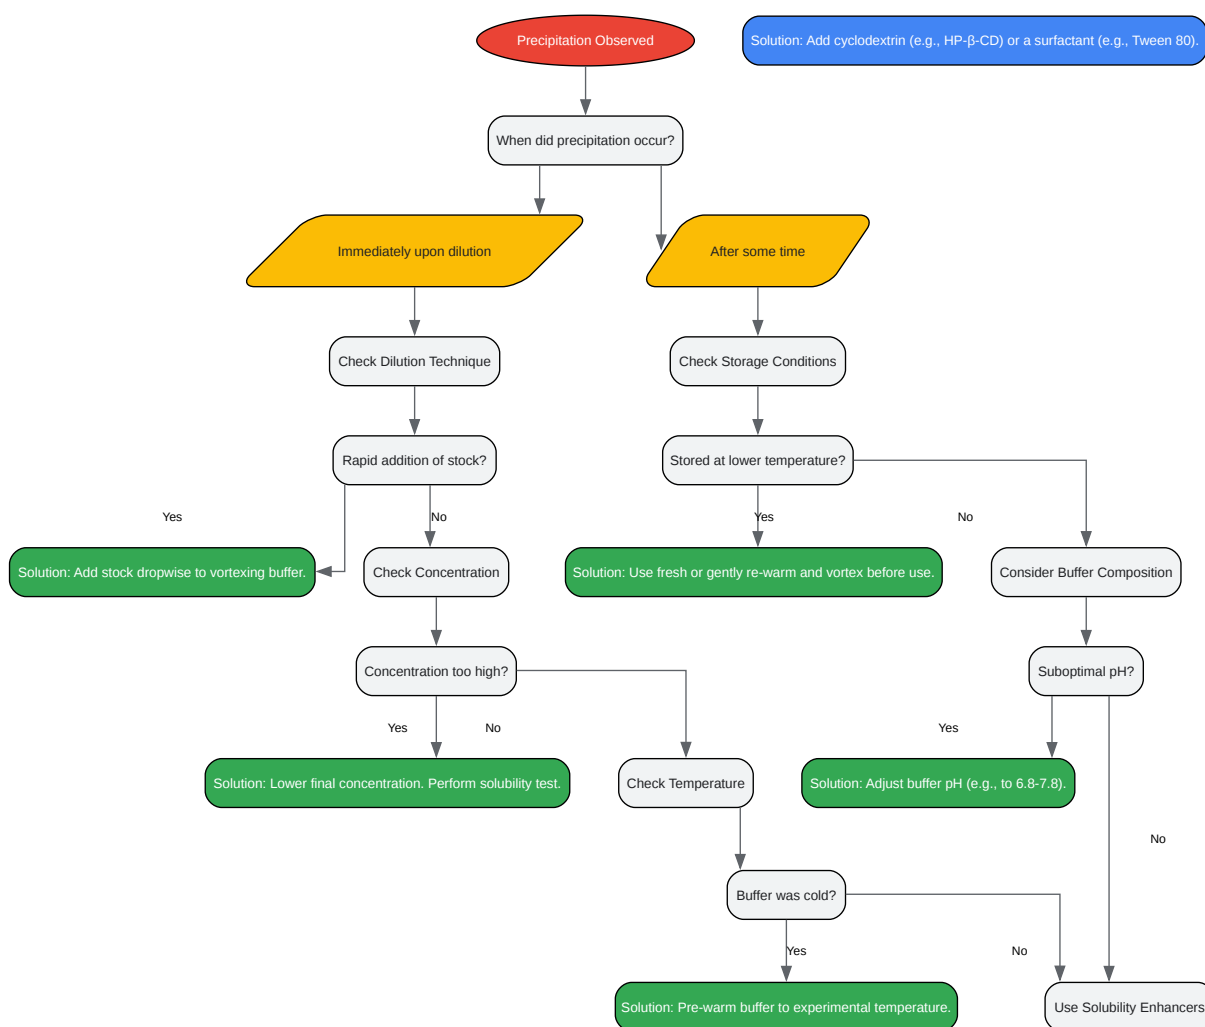 Precipitation Observed
Solution: Add cyclodextrin (e.g., HP-β-CD) or a surfactant (e.g., Tween 80).
When did precipitation occur?
Immediately upon dilution
After some time
Check Dilution Technique
Check Storage Conditions
Rapid addition of stock?
Stored at lower temperature?
Yes
No
Yes
No
Solution: Add stock dropwise to vortexing buffer.
Check Concentration
Solution: Use fresh or gently re-warm and vortex before use.
Consider Buffer Composition
Concentration too high?
Suboptimal pH?
Yes
No
Yes
Solution: Lower final concentration. Perform solubility test.
Check Temperature
Solution: Adjust buffer pH (e.g., to 6.8-7.8).
No
Buffer was cold?
Yes
No
Solution: Pre-warm buffer to experimental temperature.
Use Solubility Enhancers